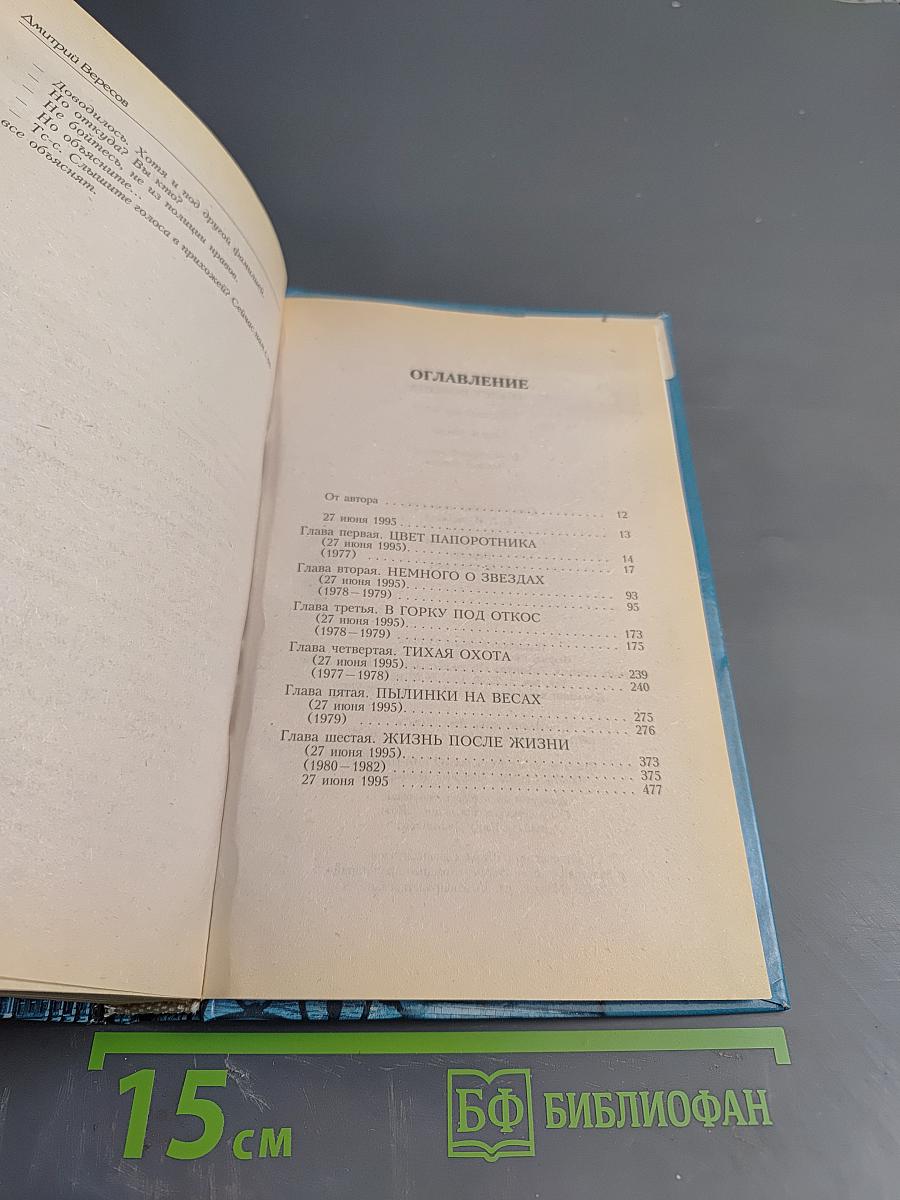 Дмитрий Вересов
— Доводилось. Хотя и под другой фамилией.
— Но откуда? Вы кто?
— Не бойтесь, не из полиции нравов.
— Но объясните...
— Тс-с. Слышите голоса в прихожей? Сейчас вам
все объяснят.
ОГЛАВЛЕНИЕ
От автора 12
27 июня 1995 13
Глава первая. ЦВЕТ ПАПОРОТНИКА
(27 июня 1995) 14
(1977) 17
Глава вторая. НЕМНОГО О ЗВЕЗДАХ
(27 июня 1995) 93
(1978—1979) 95
Глава третья. В ГОРКУ ПОД ОТКОС
(27 июня 1995) 173
(1978—1979) 175
Глава четвертая. ТИХАЯ ОХОТА
(27 июня 1995) 239
(1977—1978) 240
Глава пятая. ПЫЛИНКИ НА ВЕСАХ
(27 июня 1995) 275
(1979) 276
Глава шестая. ЖИЗНЬ ПОСЛЕ ЖИЗНИ
(27 июня 1995) 373
(1980—1982) 375
27 июня 1995 477
15 см
БФ БИБЛИОФАН